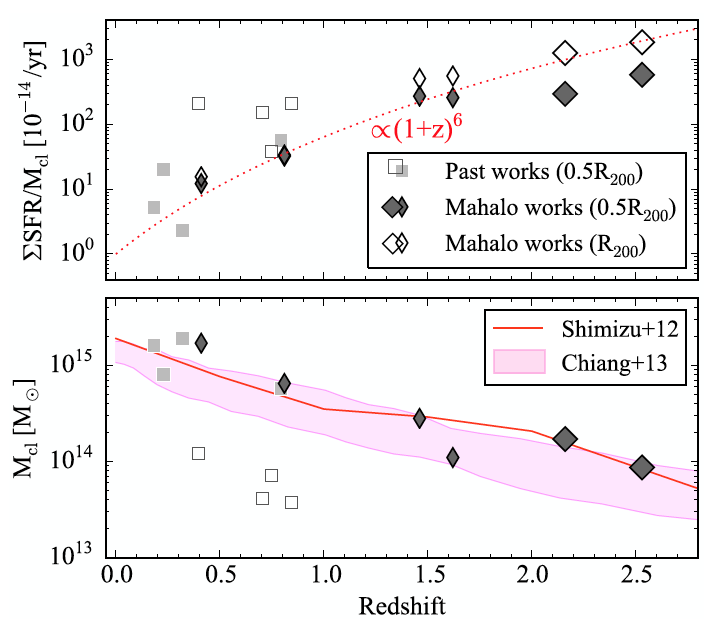 10³
10²
10¹
10⁰
ΣSFR/M_cl [10⁻¹⁴/yr]
∝(1+z)⁶
Past works (0.5R₂₀₀)
Mahalo works (0.5R₂₀₀)
Mahalo works (R₂₀₀)
10¹⁵
10¹⁴
10¹³
M_cl [M_⊙]
Shimizu+12
Chiang+13
0.0 0.5 1.0 1.5 2.0 2.5
Redshift